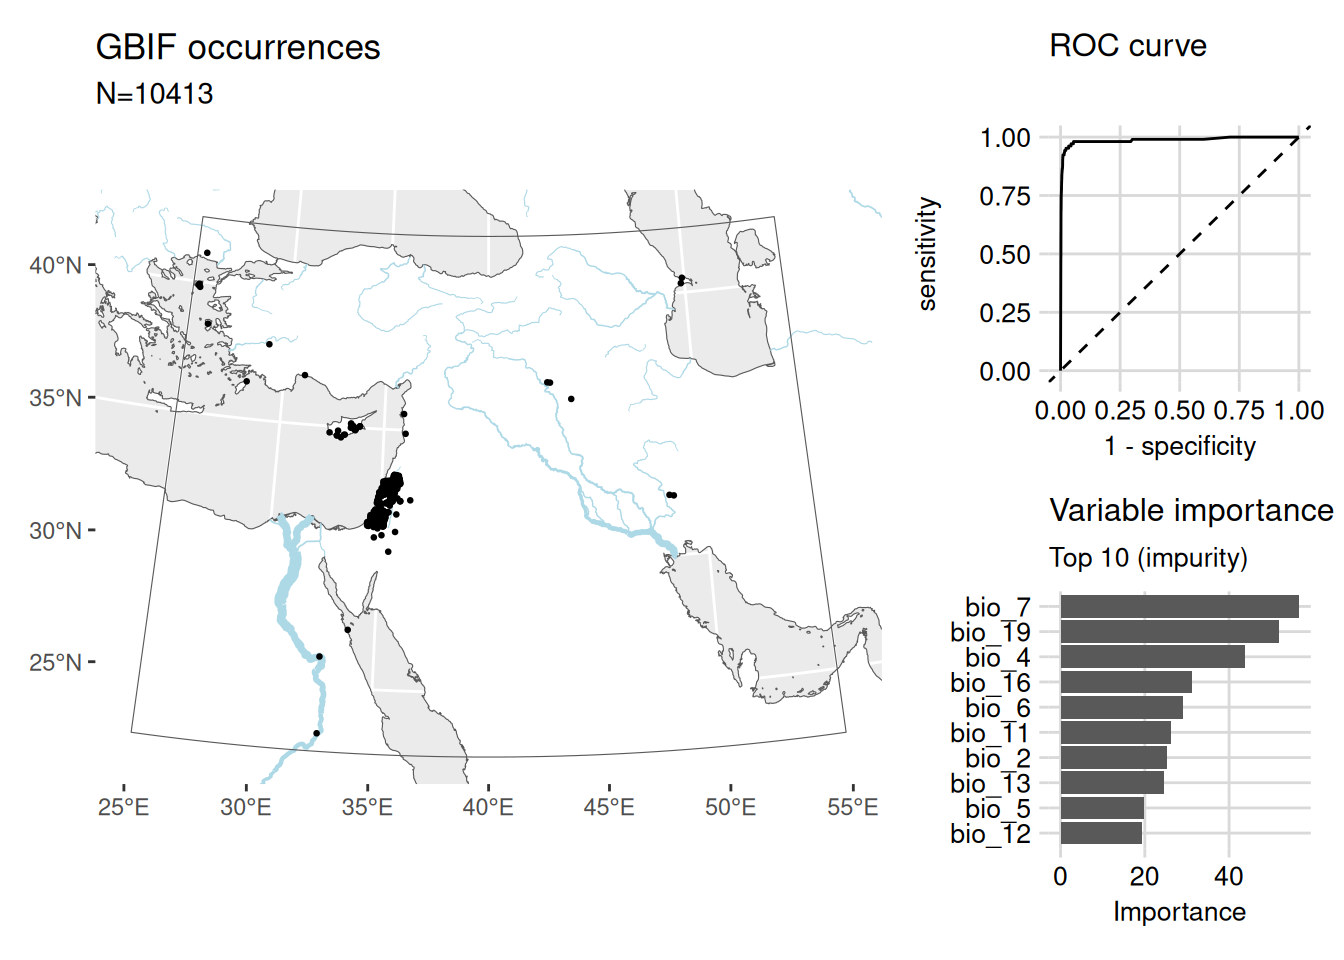 GBIF occurrences
N=10413
40°N
35°N
30°N
25°N
25°E 30°E 35°E 40°E 45°E 50°E 55°E
ROC curve
sensitivity
1.00
0.75
0.50
0.25
0.00
0.00 0.25 0.50 0.75 1.00
1 - specificity
Variable importance
Top 10 (impurity)
bio_7
bio_19
bio_4
bio_16
bio_6
bio_11
bio_2
bio_13
bio_5
bio_12
0 20 40
Importance